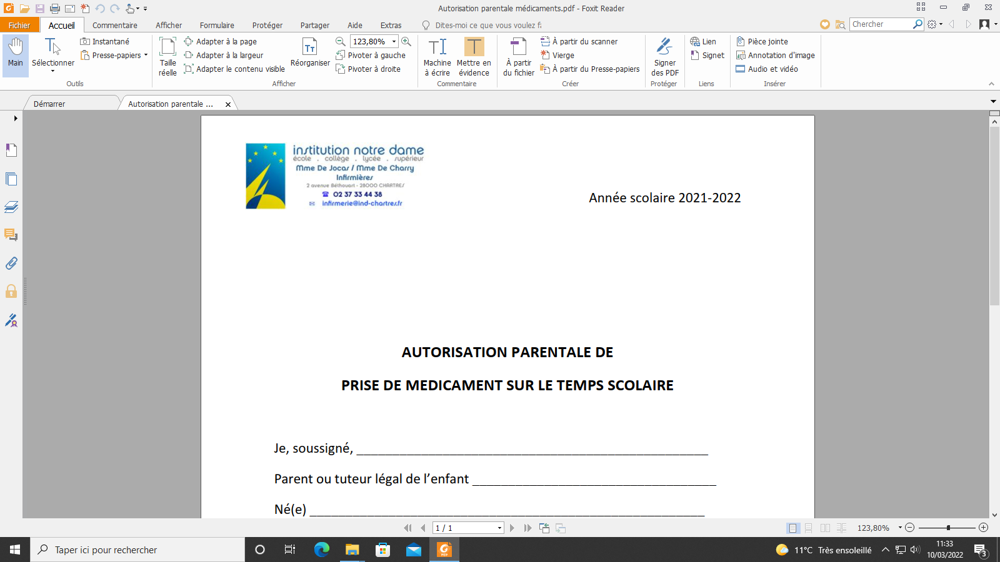 Autorisation parentale médicaments.pdf - Foxit Reader
Fichier Accueil Commentaire Afficher Formulaire Protéger Partager Aide Extras Dites-moi ce que vous voulez fa Chercher
Main
Sélectionner
Instantané
Presse-papiers
Outils
Taille réelle
Adapter à la page
Adapter à la largeur
Adapter le contenu visible
Réorganiser
123,80%
Pivoter à gauche
Pivoter à droite
Afficher
Machine à écrire
Mettre en évidence
Commentaire
À partir du fichier
À partir du scanner
Vierge
À partir du Presse-papiers
Créer
Signer des PDF
Protéger
Lien
Signet
Liens
Pièce jointe
Annotation d'image
Audio et vidéo
Insérer
Démarrer Autorisation parentale ...
institution notre dame
école . collège . lycée . supérieur
Mme De Jocas / Mme De Charry
Infirmières
2 avenue Béthouart - 28000 CHARTRES
02 37 33 44 38
infirmerie@ind-chartres.fr
Année scolaire 2021-2022
AUTORISATION PARENTALE DE
PRISE DE MEDICAMENT SUR LE TEMPS SCOLAIRE
Je, soussigné,
Parent ou tuteur légal de l'enfant
Né(e)
1 / 1
123,80%
Taper ici pour rechercher
11°C Très ensoleillé
11:33
10/03/2022
3